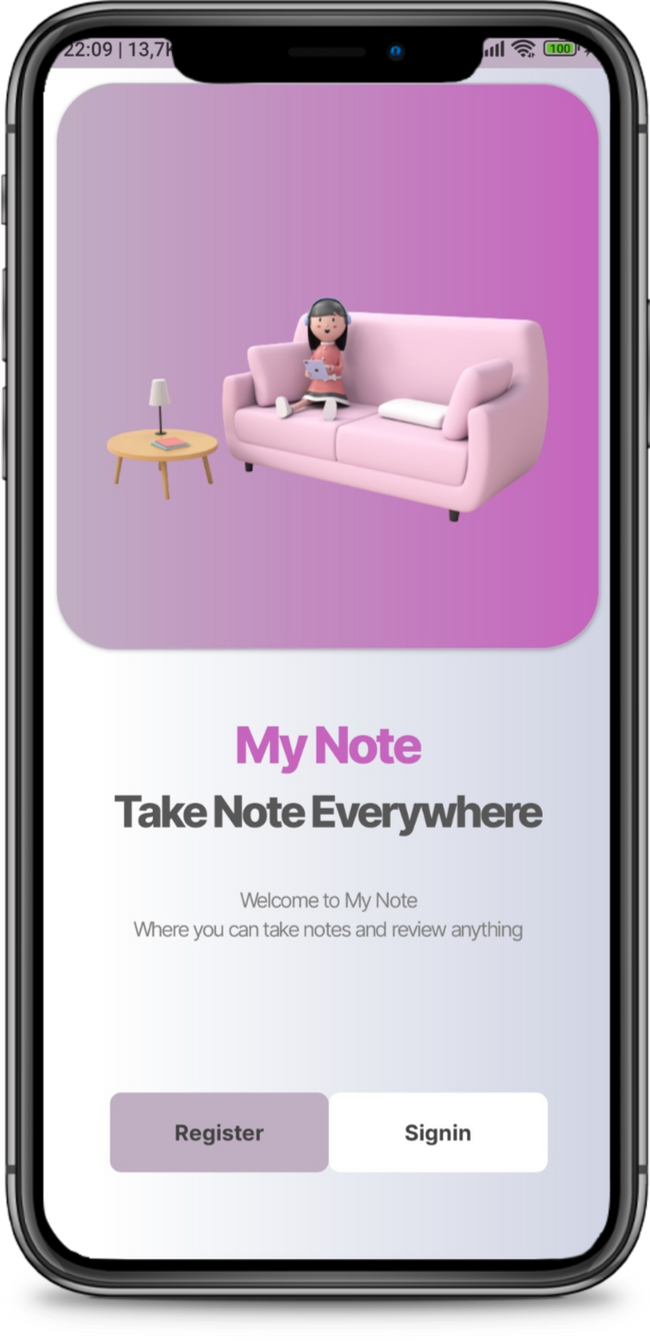 22:09 | 13,7K
100
My Note
Take Note Everywhere
Welcome to My Note
Where you can take notes and review anything
Register
Signin